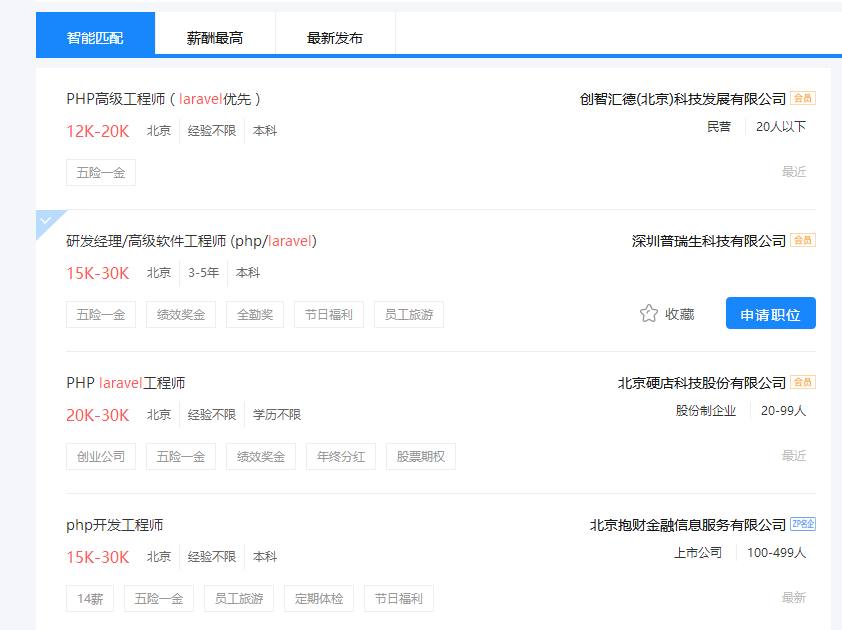 智能匹配 薪酬最高 最新发布
PHP高级工程师 ( laravel优先 ) 创智汇德(北京)科技发展有限公司 会员
12K-20K 北京 经验不限 本科 民营 20人以下
五险一金 最近
研发经理/高级软件工程师 (php/laravel) 深圳普瑞生科技有限公司 会员
15K-30K 北京 3-5年 本科
五险一金 绩效奖金 全勤奖 节日福利 员工旅游 收藏 申请职位
PHP laravel工程师 北京硬店科技股份有限公司 会员
20K-30K 北京 经验不限 学历不限 股份制企业 20-99人
创业公司 五险一金 绩效奖金 年终分红 股票期权 最近
php开发工程师 北京抱财金融信息服务有限公司 ZP名企
15K-30K 北京 经验不限 本科 上市公司 100-499人
14薪 五险一金 员工旅游 定期体检 节日福利 最新